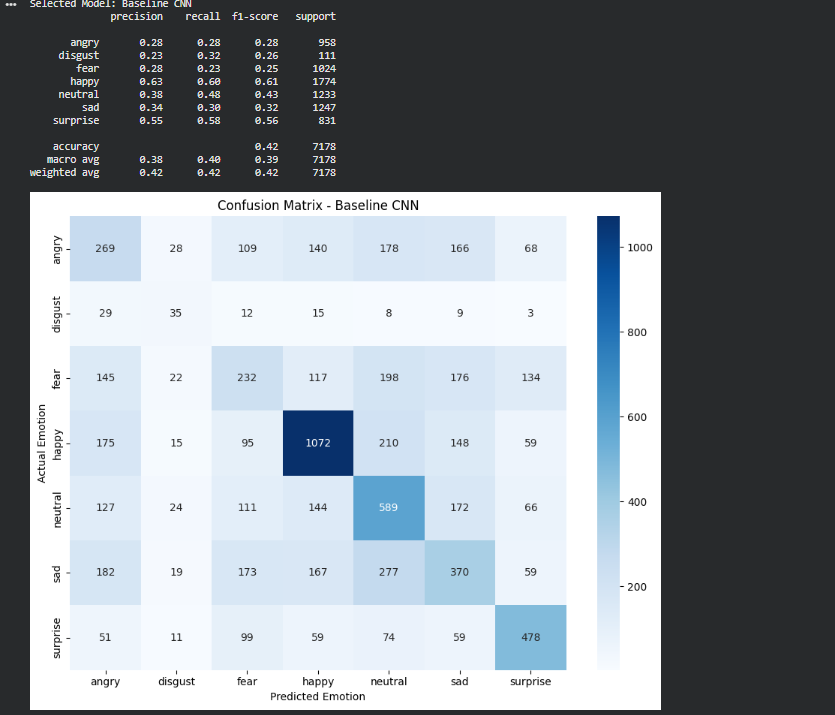 ••• Selected Model: Baseline CNN
precision recall f1-score support
angry 0.28 0.28 0.28 958
disgust 0.23 0.32 0.26 111
fear 0.28 0.23 0.25 1024
happy 0.63 0.60 0.61 1774
neutral 0.38 0.48 0.43 1233
sad 0.34 0.30 0.32 1247
surprise 0.55 0.58 0.56 831
accuracy 0.42 7178
macro avg 0.38 0.40 0.39 7178
weighted avg 0.42 0.42 0.42 7178
Confusion Matrix - Baseline CNN
Actual Emotion
angry 269 28 109 140 178 166 68
disgust 29 35 12 15 8 9 3
fear 145 22 232 117 198 176 134
happy 175 15 95 1072 210 148 59
neutral 127 24 111 144 589 172 66
sad 182 19 173 167 277 370 59
surprise 51 11 99 59 74 59 478
angry disgust fear happy neutral sad surprise
Predicted Emotion
1000
800
600
400
200